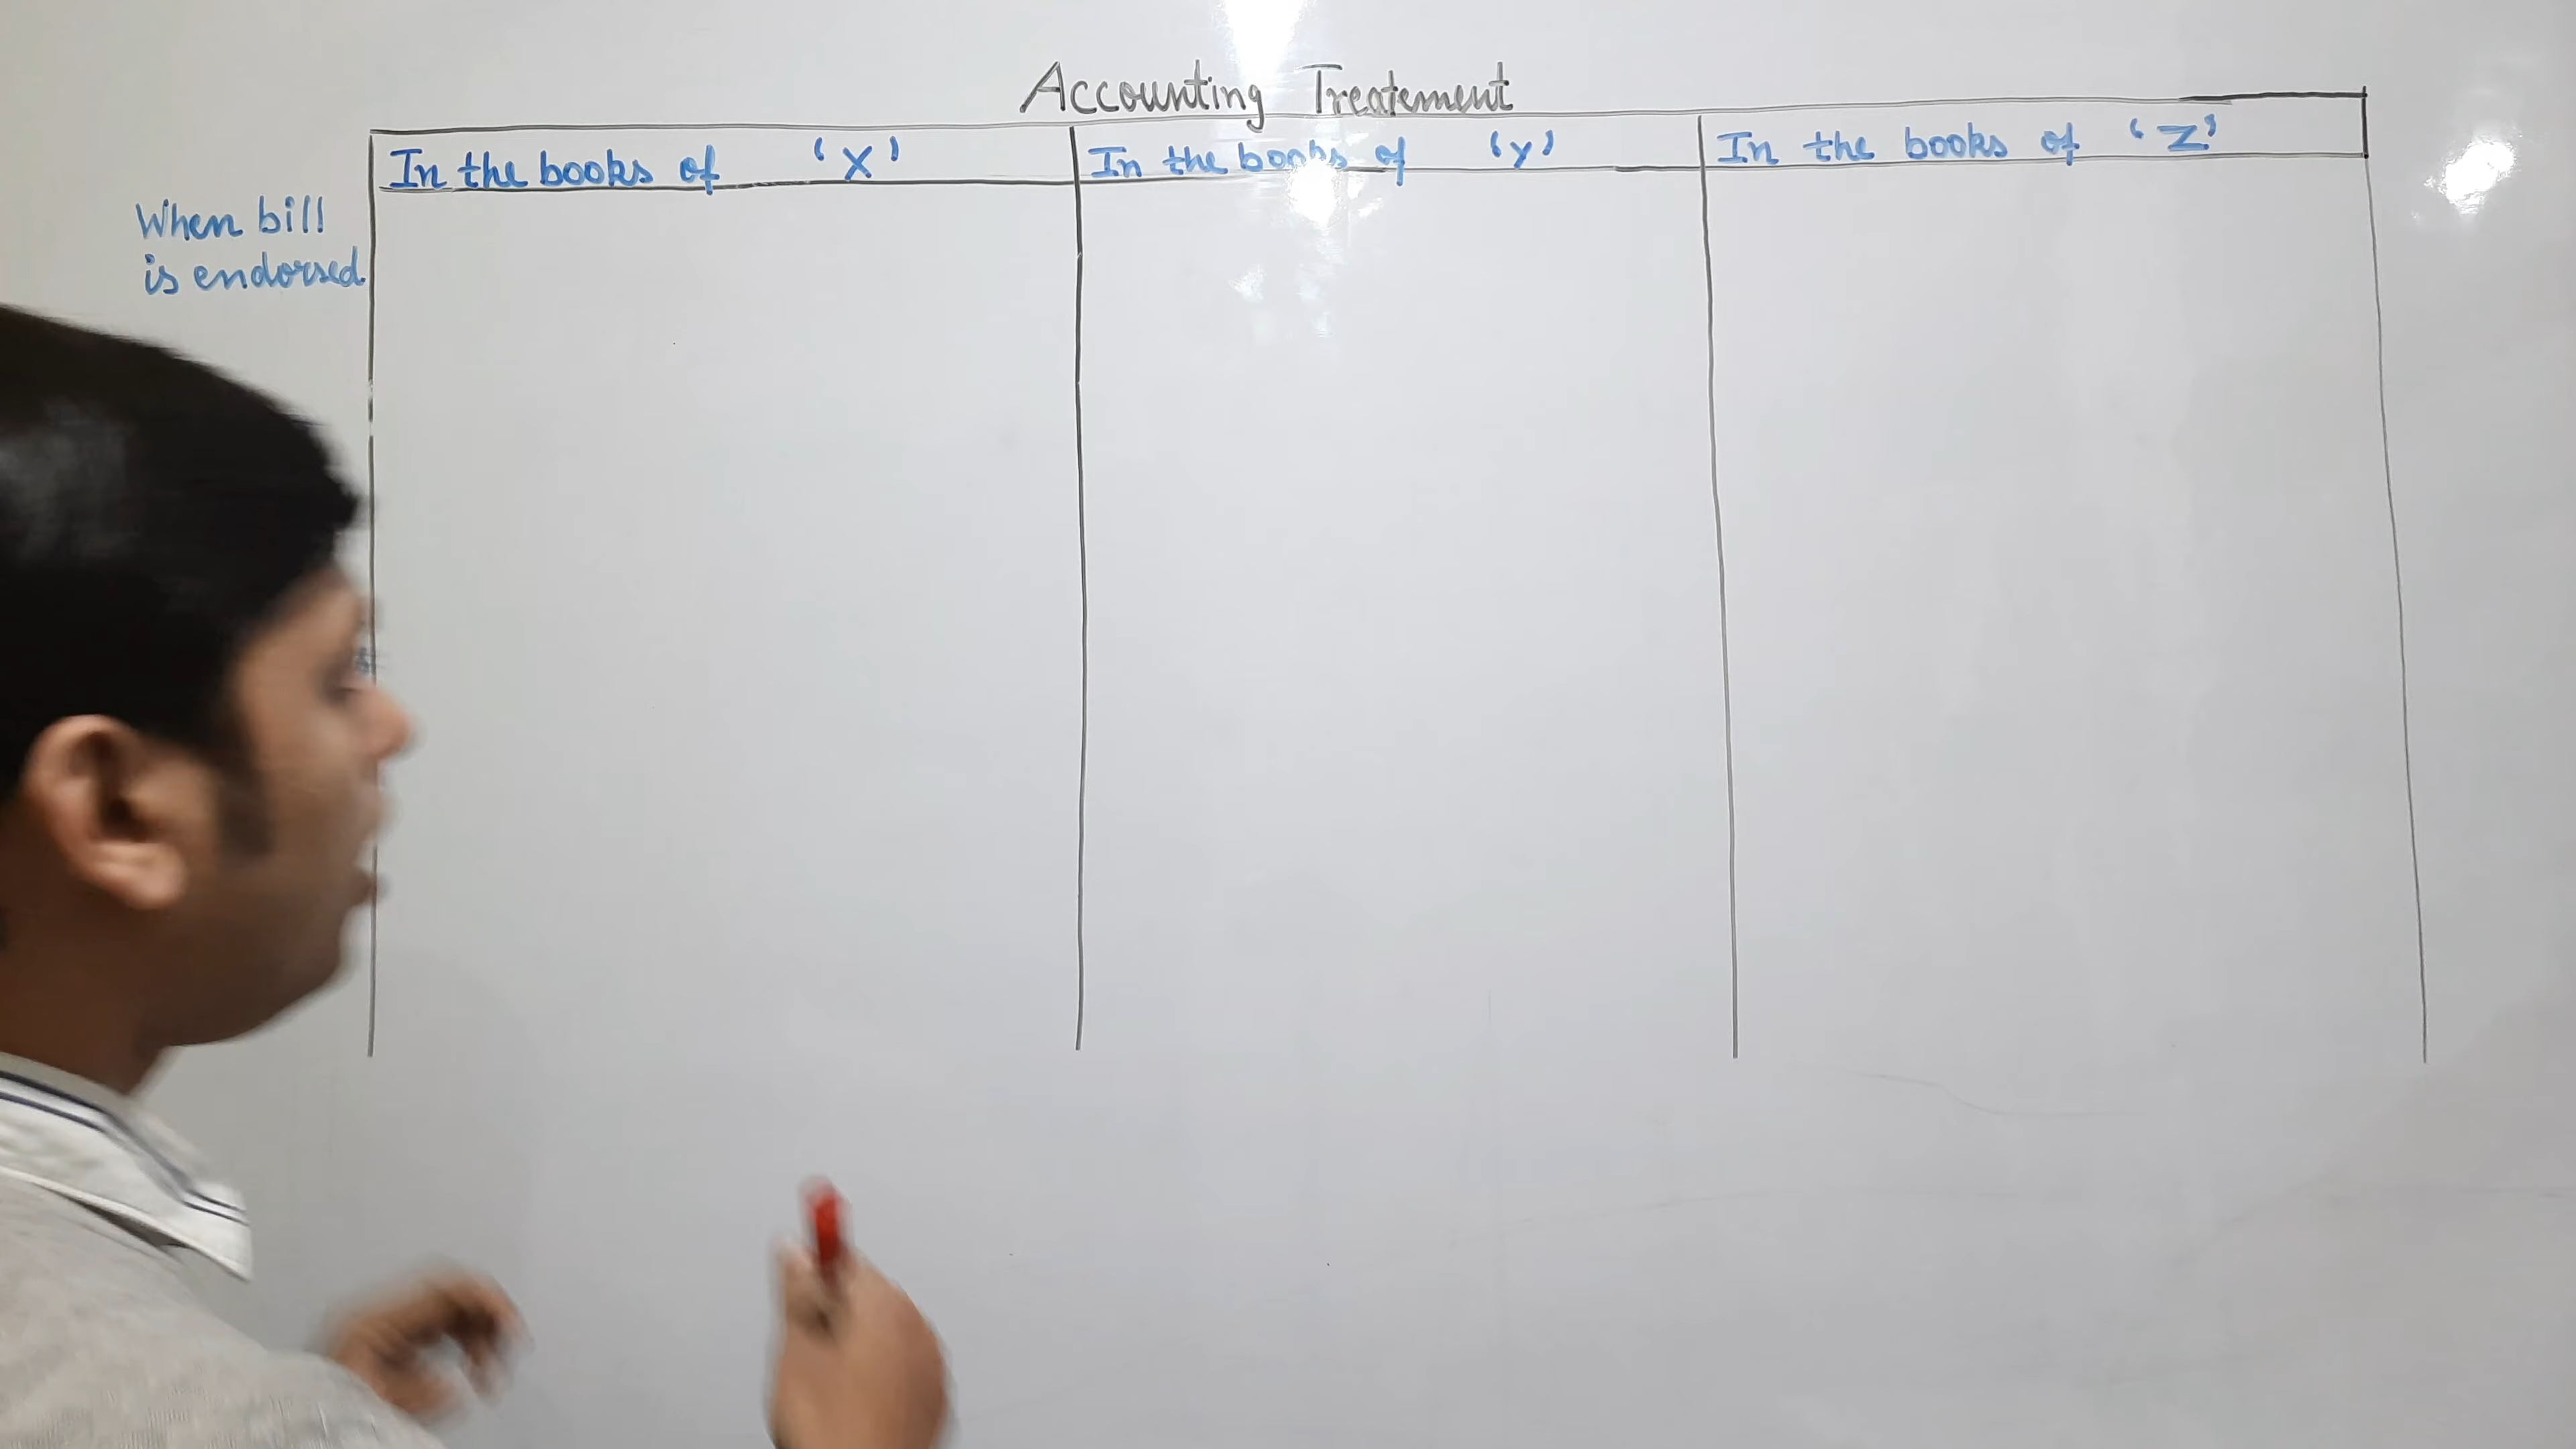 Accounting Treatement
In the books of 'X'
In the books of 'Y'
In the books of 'Z'
When bill
is endorsed